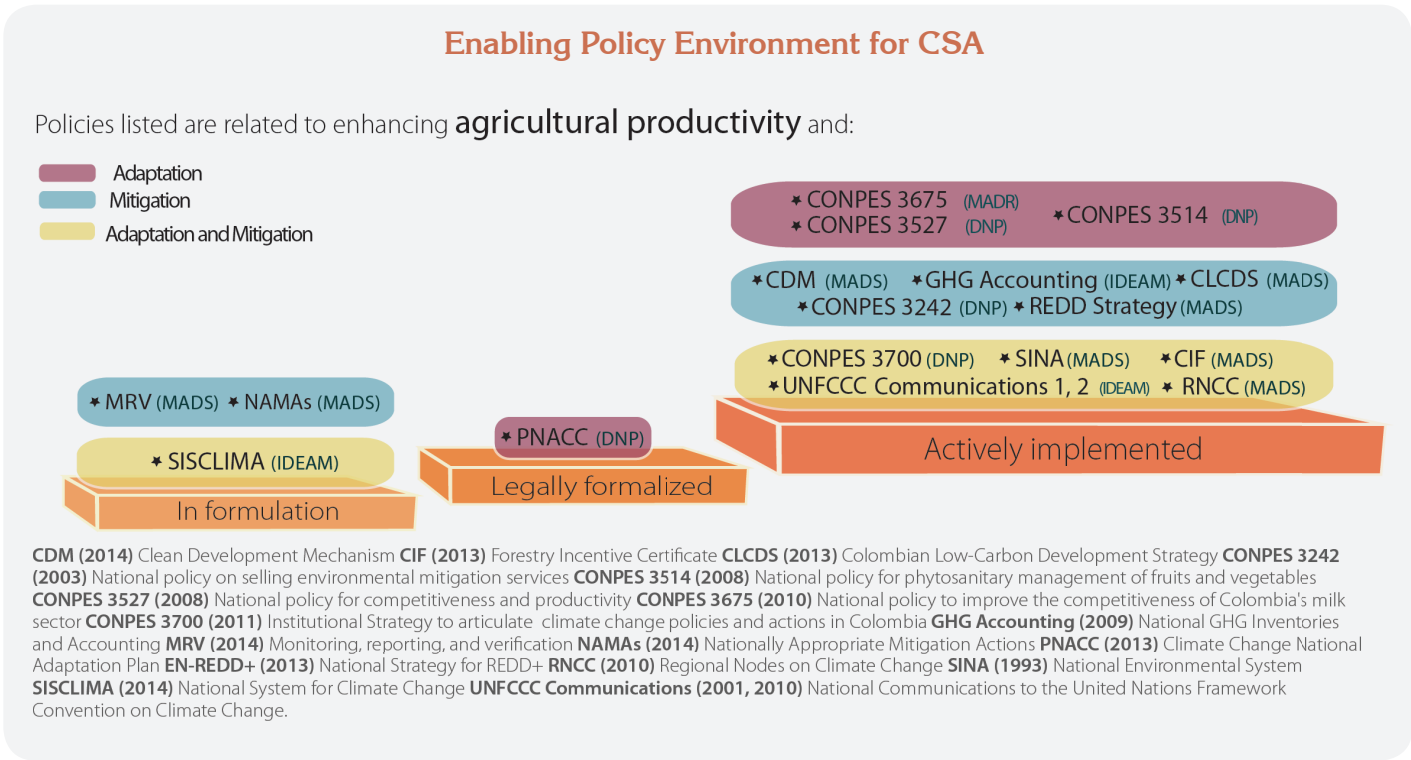 Enabling Policy Environment for CSA
Policies listed are related to enhancing agricultural productivity and:
Adaptation
Mitigation
Adaptation and Mitigation
★ CONPES 3675 (MADR)
★ CONPES 3527 (DNP)
★ CONPES 3514 (DNP)
★ CDM (MADS) ★ GHG Accounting (IDEAM) ★ CLCDS (MADS)
★ CONPES 3242 (DNP) ★ REDD Strategy (MADS)
★ CONPES 3700 (DNP) ★ SINA (MADS) ★ CIF (MADS)
★ UNFCCC Communications 1, 2 (IDEAM) ★ RNCC (MADS)
Actively implemented
★ PNACC (DNP)
Legally formalized
★ MRV (MADS) ★ NAMAs (MADS)
★ SISCLIMA (IDEAM)
In formulation
CDM (2014) Clean Development Mechanism CIF (2013) Forestry Incentive Certificate CLCDS (2013) Colombian Low-Carbon Development Strategy CONPES 3242
(2003) National policy on selling environmental mitigation services CONPES 3514 (2008) National policy for phytosanitary management of fruits and vegetables
CONPES 3527 (2008) National policy for competitiveness and productivity CONPES 3675 (2010) National policy to improve the competitiveness of Colombia's milk
sector CONPES 3700 (2011) Institutional Strategy to articulate climate change policies and actions in Colombia GHG Accounting (2009) National GHG Inventories
and Accounting MRV (2014) Monitoring, reporting, and verification NAMAs (2014) Nationally Appropriate Mitigation Actions PNACC (2013) Climate Change National
Adaptation Plan EN-REDD+ (2013) National Strategy for REDD+ RNCC (2010) Regional Nodes on Climate Change SINA (1993) National Environmental System
SISCLIMA (2014) National System for Climate Change UNFCCC Communications (2001, 2010) National Communications to the United Nations Framework
Convention on Climate Change.